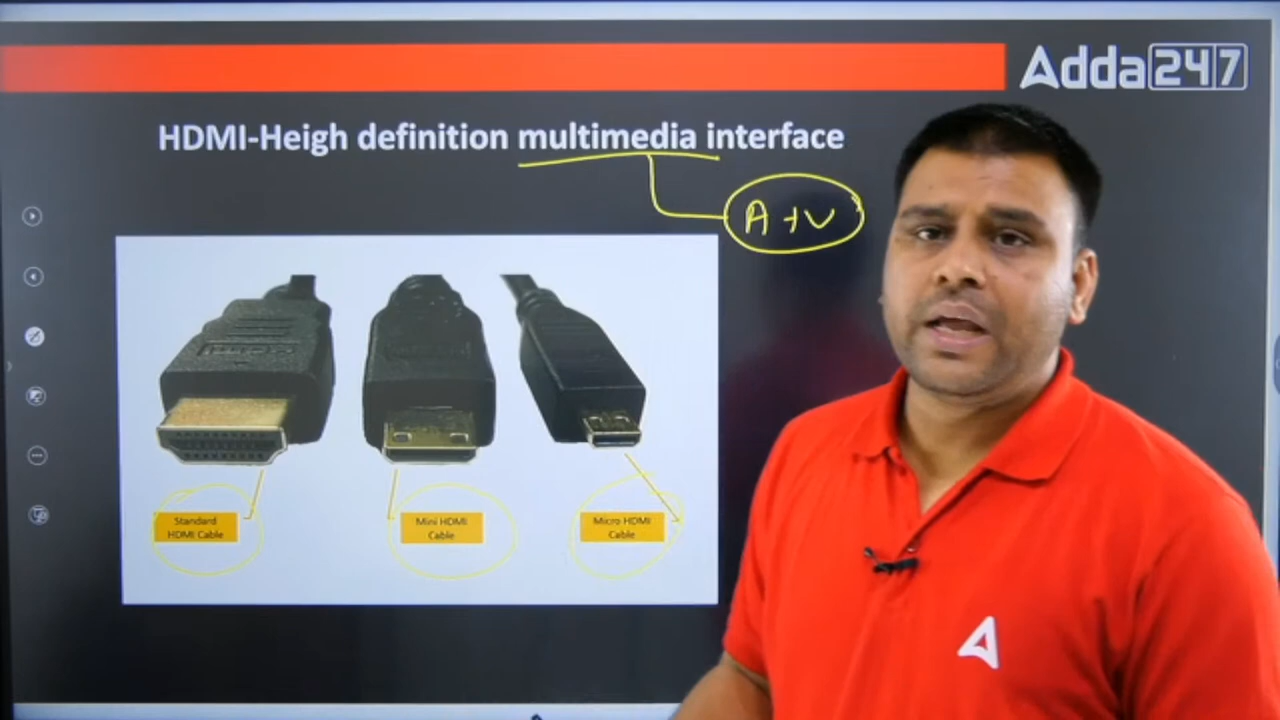 Adda247
HDMI-Heigh definition multimedia interface
A+V
Standard
HDMI Cable
Mini HDMI
Cable
Micro HDMI
Cable